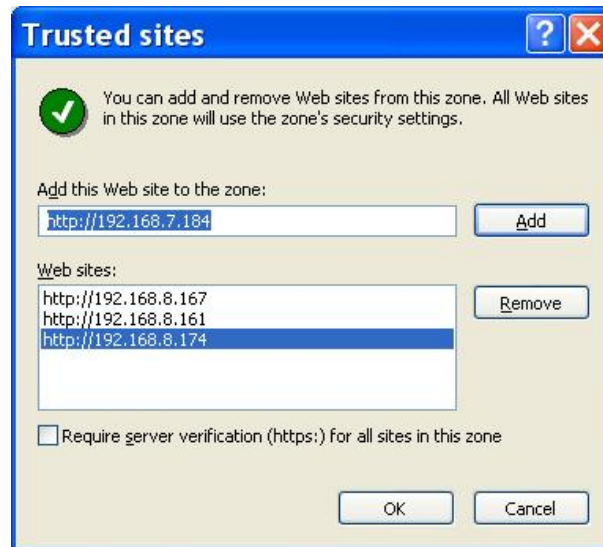 Trusted sites
You can add and remove Web sites from this zone. All Web sites
in this zone will use the zone's security settings.
Add this Web site to the zone:
http://192.168.7.184
Add
Web sites:
http://192.168.8.167
http://192.168.8.161
http://192.168.8.174
Remove
Require server verification (https:) for all sites in this zone
OK
Cancel